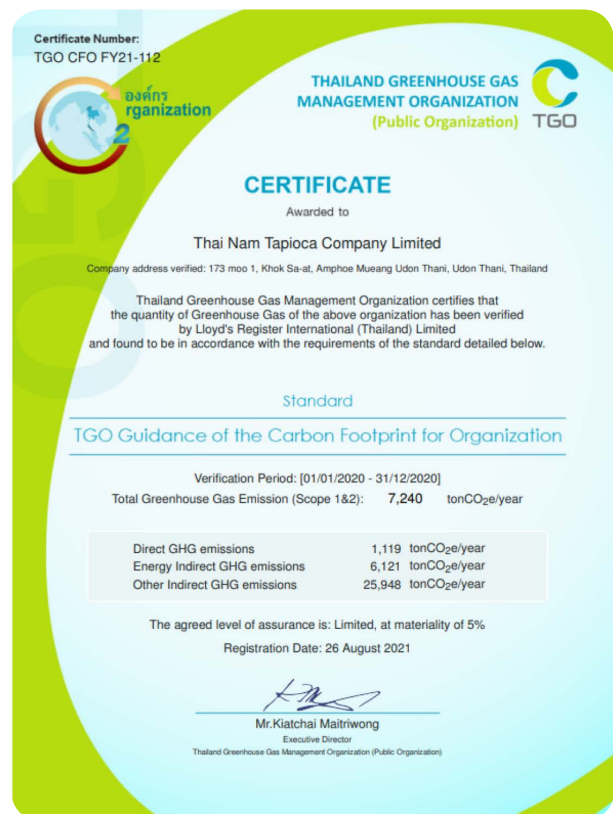 Certificate Number:
TGO CFO FY21-112
องค์กร
rganization
2
THAILAND GREENHOUSE GAS
MANAGEMENT ORGANIZATION
(Public Organization)
TGO
CERTIFICATE
Awarded to
Thai Nam Tapioca Company Limited
Company address verified: 173 moo 1, Khok Sa-at, Amphoe Mueang Udon Thani, Udon Thani, Thailand
Thailand Greenhouse Gas Management Organization certifies that
the quantity of Greenhouse Gas of the above organization has been verified
by Lloyd's Register International (Thailand) Limited
and found to be in accordance with the requirements of the standard detailed below.
Standard
TGO Guidance of the Carbon Footprint for Organization
Verification Period: [01/01/2020 - 31/12/2020]
Total Greenhouse Gas Emission (Scope 1&2): 7,240 tonCO2e/year
Direct GHG emissions 1,119 tonCO2e/year
Energy Indirect GHG emissions 6,121 tonCO2e/year
Other Indirect GHG emissions 25,948 tonCO2e/year
The agreed level of assurance is: Limited, at materiality of 5%
Registration Date: 26 August 2021
Mr.Kiatchai Maitriwong
Executive Director
Thailand Greenhouse Gas Management Organization (Public Organization)